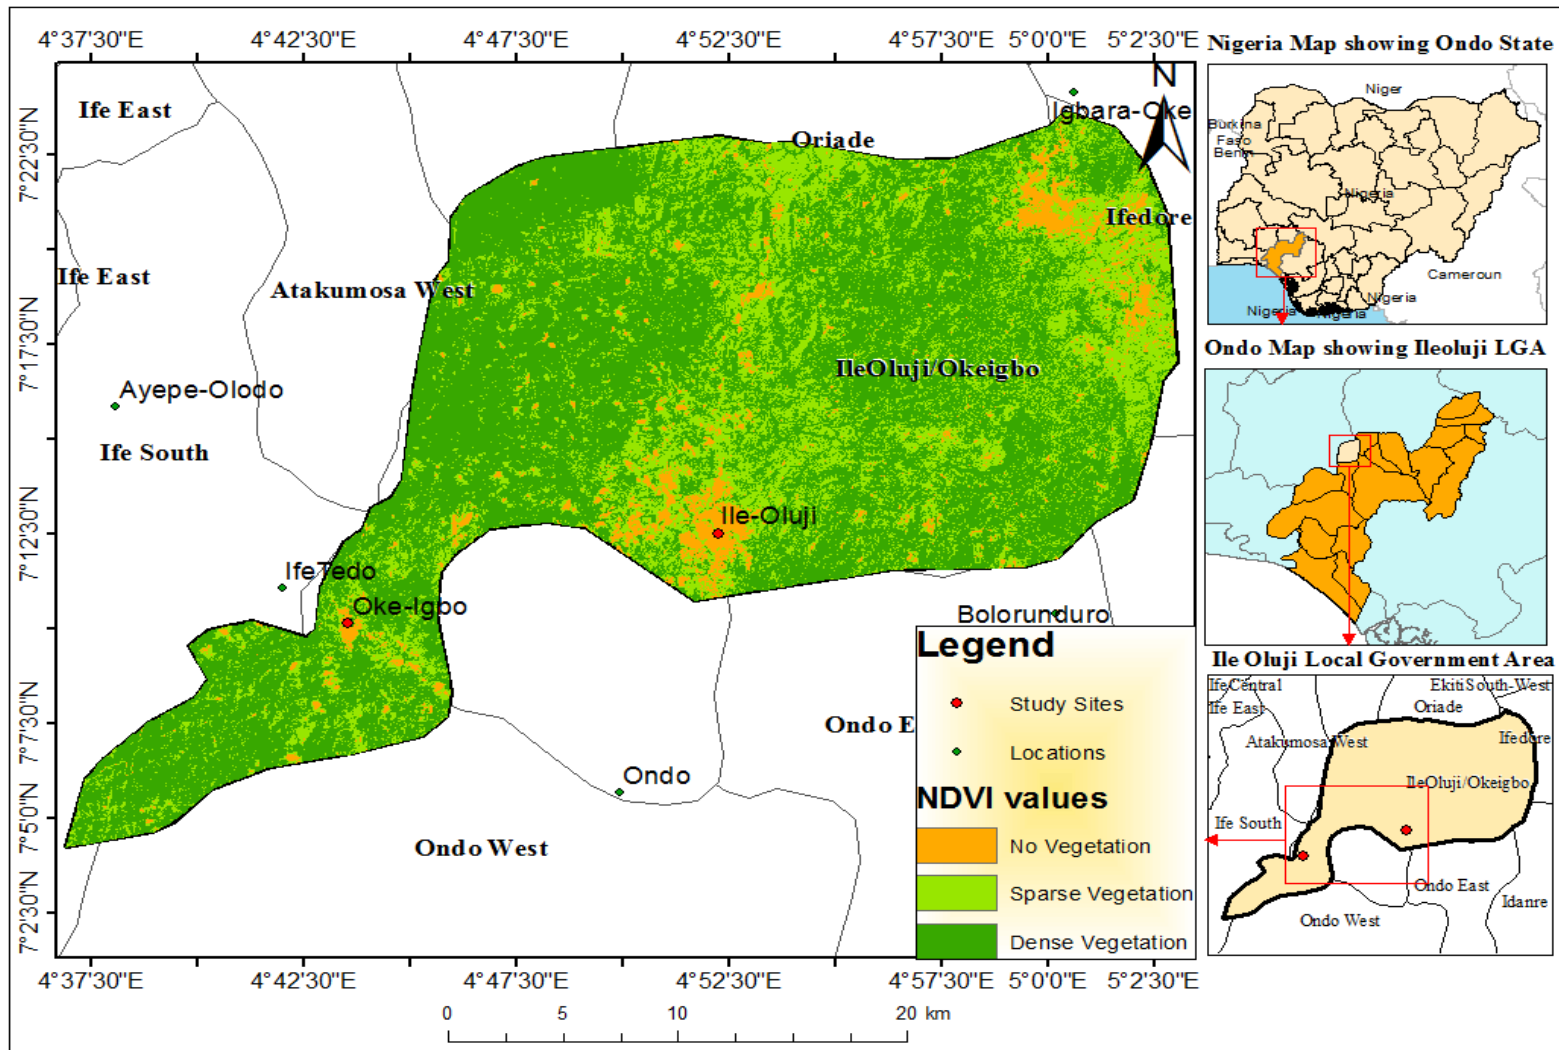 4°37'30"E 4°42'30"E 4°47'30"E 4°52'30"E 4°57'30"E 5°0'0"E 5°2'30"E
N
Ife East
Igbara-Oke
Oriade
Ifedore
Ife East
Atakumosa West
IleOluji/Okeigbo
Ayepe-Olodo
Ife South
Ile-Oluji
IfeTedo
Oke-Igbo
Bolorunduro
Ondo E
Ondo
Ondo West
7°22'30"N
7°17'30"N
7°12'30"N
7°7'30"N
7°5'0"N
7°2'30"N
Legend
Study Sites
Locations
NDVI values
No Vegetation
Sparse Vegetation
Dense Vegetation
4°37'30"E 4°42'30"E 4°47'30"E 4°52'30"E 4°57'30"E 5°0'0"E 5°2'30"E
0 5 10 20 km
Nigeria Map showing Ondo State
Niger
Burkina
Faso
Benin
Nigeria
Cameroun
Nigeria
Nigeria
Nigeria
Ondo Map showing Ileoluji LGA
Ile Oluji Local Government Area
Ife Central
EkitiSouth-West
Ife East
Oriade
Atakumosa West
Ifedore
IleOluji/Okeigbo
Ife South
Ondo East
Idanre
Ondo West